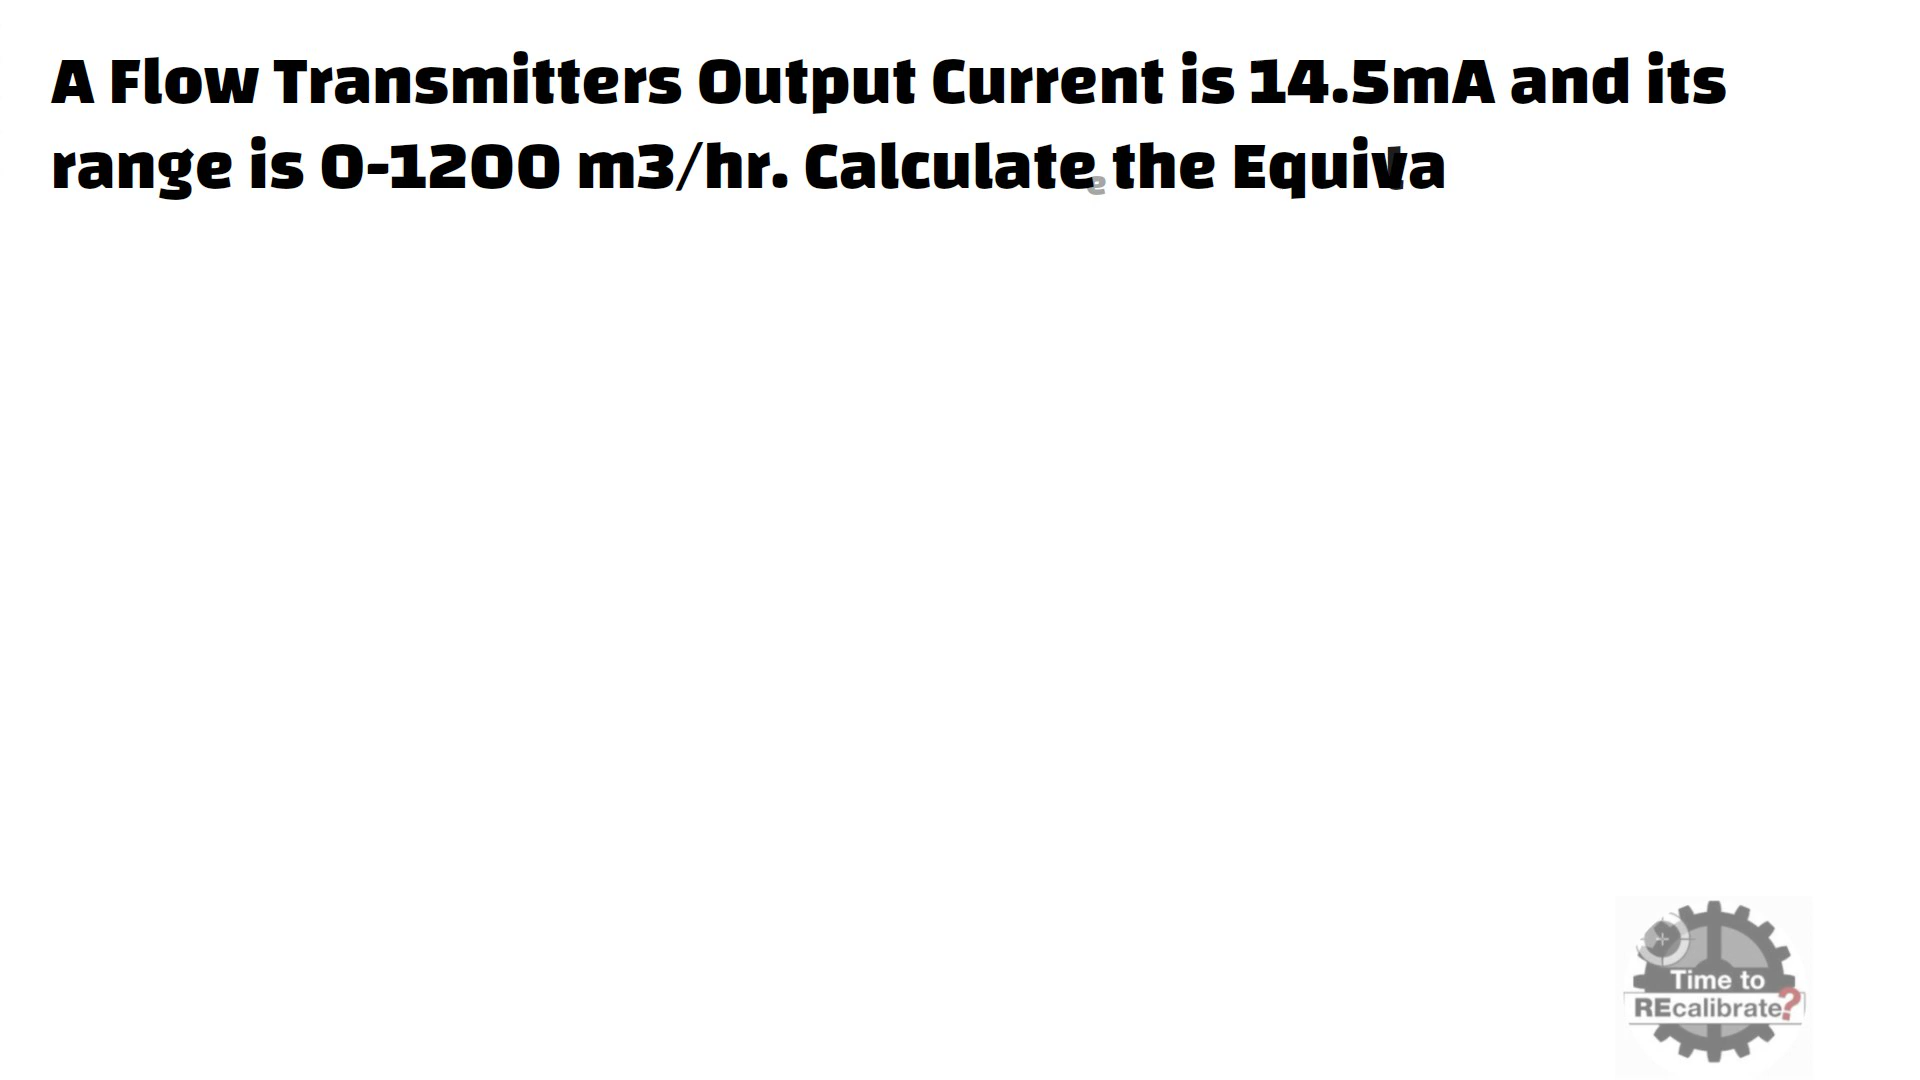 A Flow Transmitters Output Current is 14.5mA and its
range is 0-1200 m3/hr. Calculate the Equiva
Time to
REcalibrate?